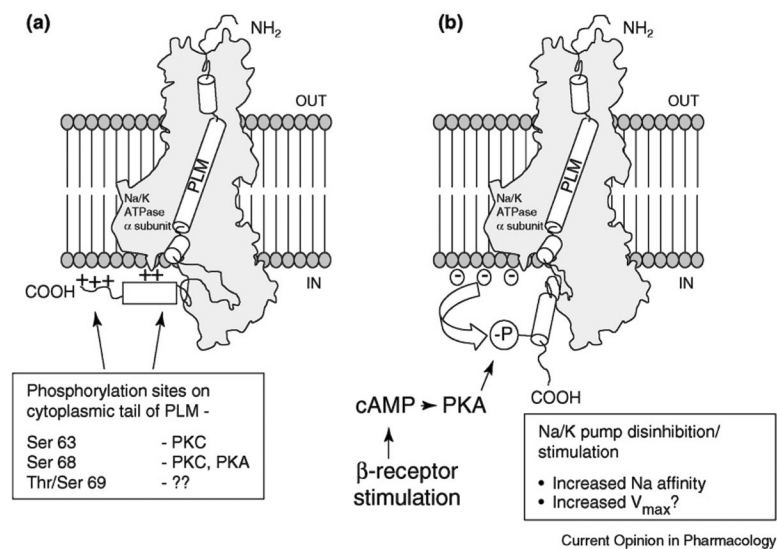 (a)
NH2
OUT
PLM
Na/K
ATPase
α subunit
+++
++
COOH
IN
Phosphorylation sites on
cytoplasmic tail of PLM -
Ser 63 - PKC
Ser 68 - PKC, PKA
Thr/Ser 69 - ??
(b)
NH2
OUT
PLM
Na/K
ATPase
α subunit
- - -
IN
-P
COOH
cAMP PKA
β-receptor
stimulation
Na/K pump disinhibition/
stimulation
• Increased Na affinity
• Increased Vmax?
Current Opinion in Pharmacology